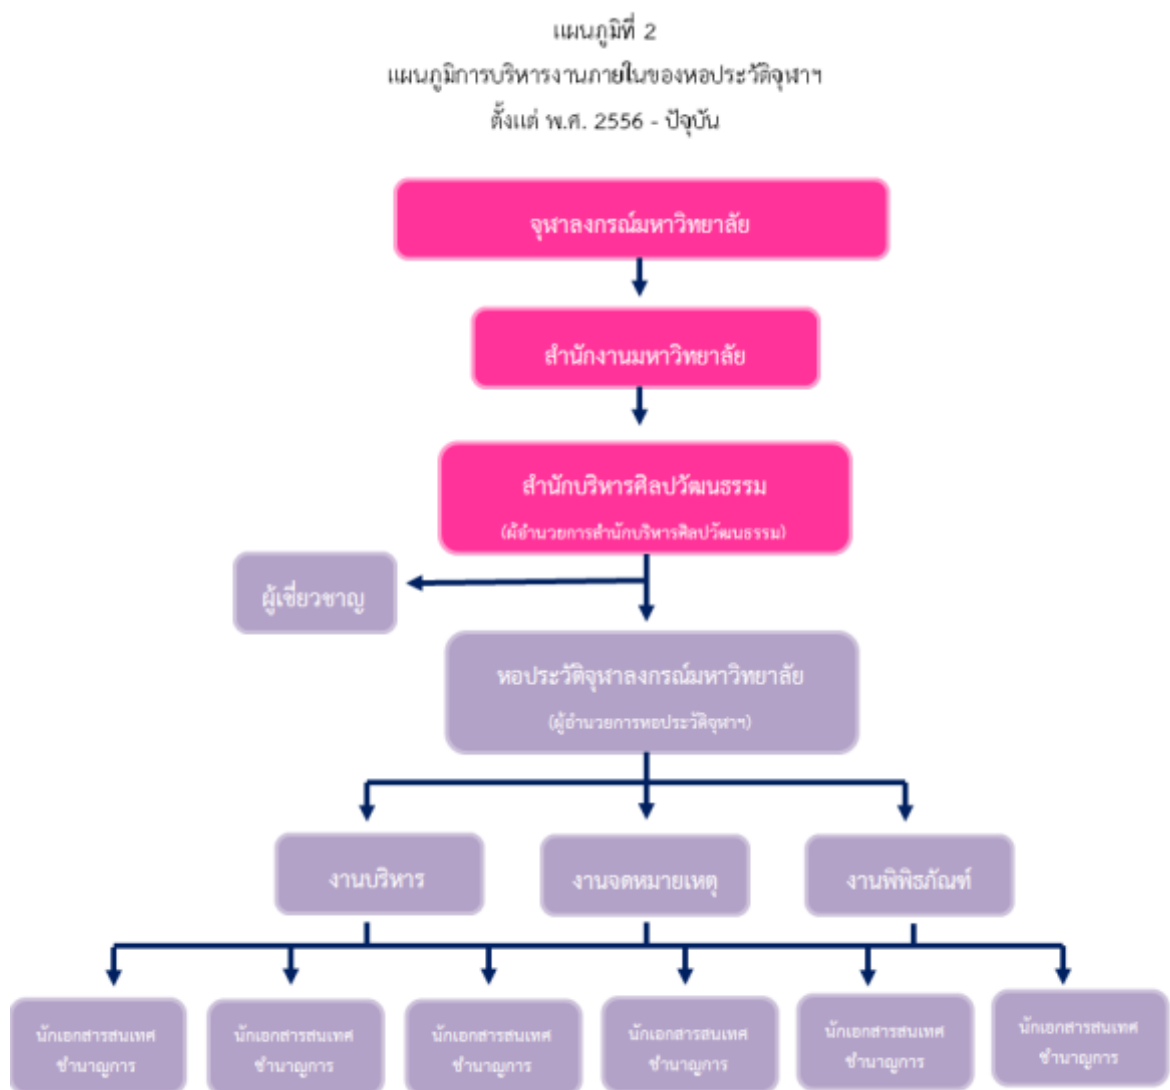 แผนภูมิที่ 2
แผนภูมิการบริหารงานภายในของหอประวัติจุฬาฯ
ตั้งแต่ พ.ศ. 2556 - ปัจุบัน
จุฬาลงกรณ์มหาวิทยาลัย
สำนักงานมหาวิทยาลัย
สำนักบริหารศิลปวัฒนธรรม
(ผู้อำนวยการสำนักบริหารศิลปวัฒนธรรม)
ผู้เชี่ยวชาญ
หอประวัติจุฬาลงกรณ์มหาวิทยาลัย
(ผู้อำนวยการหอประวัติจุฬาฯ)
งานบริหาร
งานจดหมายเหตุ
งานพิพิธภัณฑ์
นักเอกสารสนเทศ
ชำนาญการ
นักเอกสารสนเทศ
ชำนาญการ
นักเอกสารสนเทศ
ชำนาญการ
นักเอกสารสนเทศ
ชำนาญการ
นักเอกสารสนเทศ
ชำนาญการ
นักเอกสารสนเทศ
ชำนาญการ